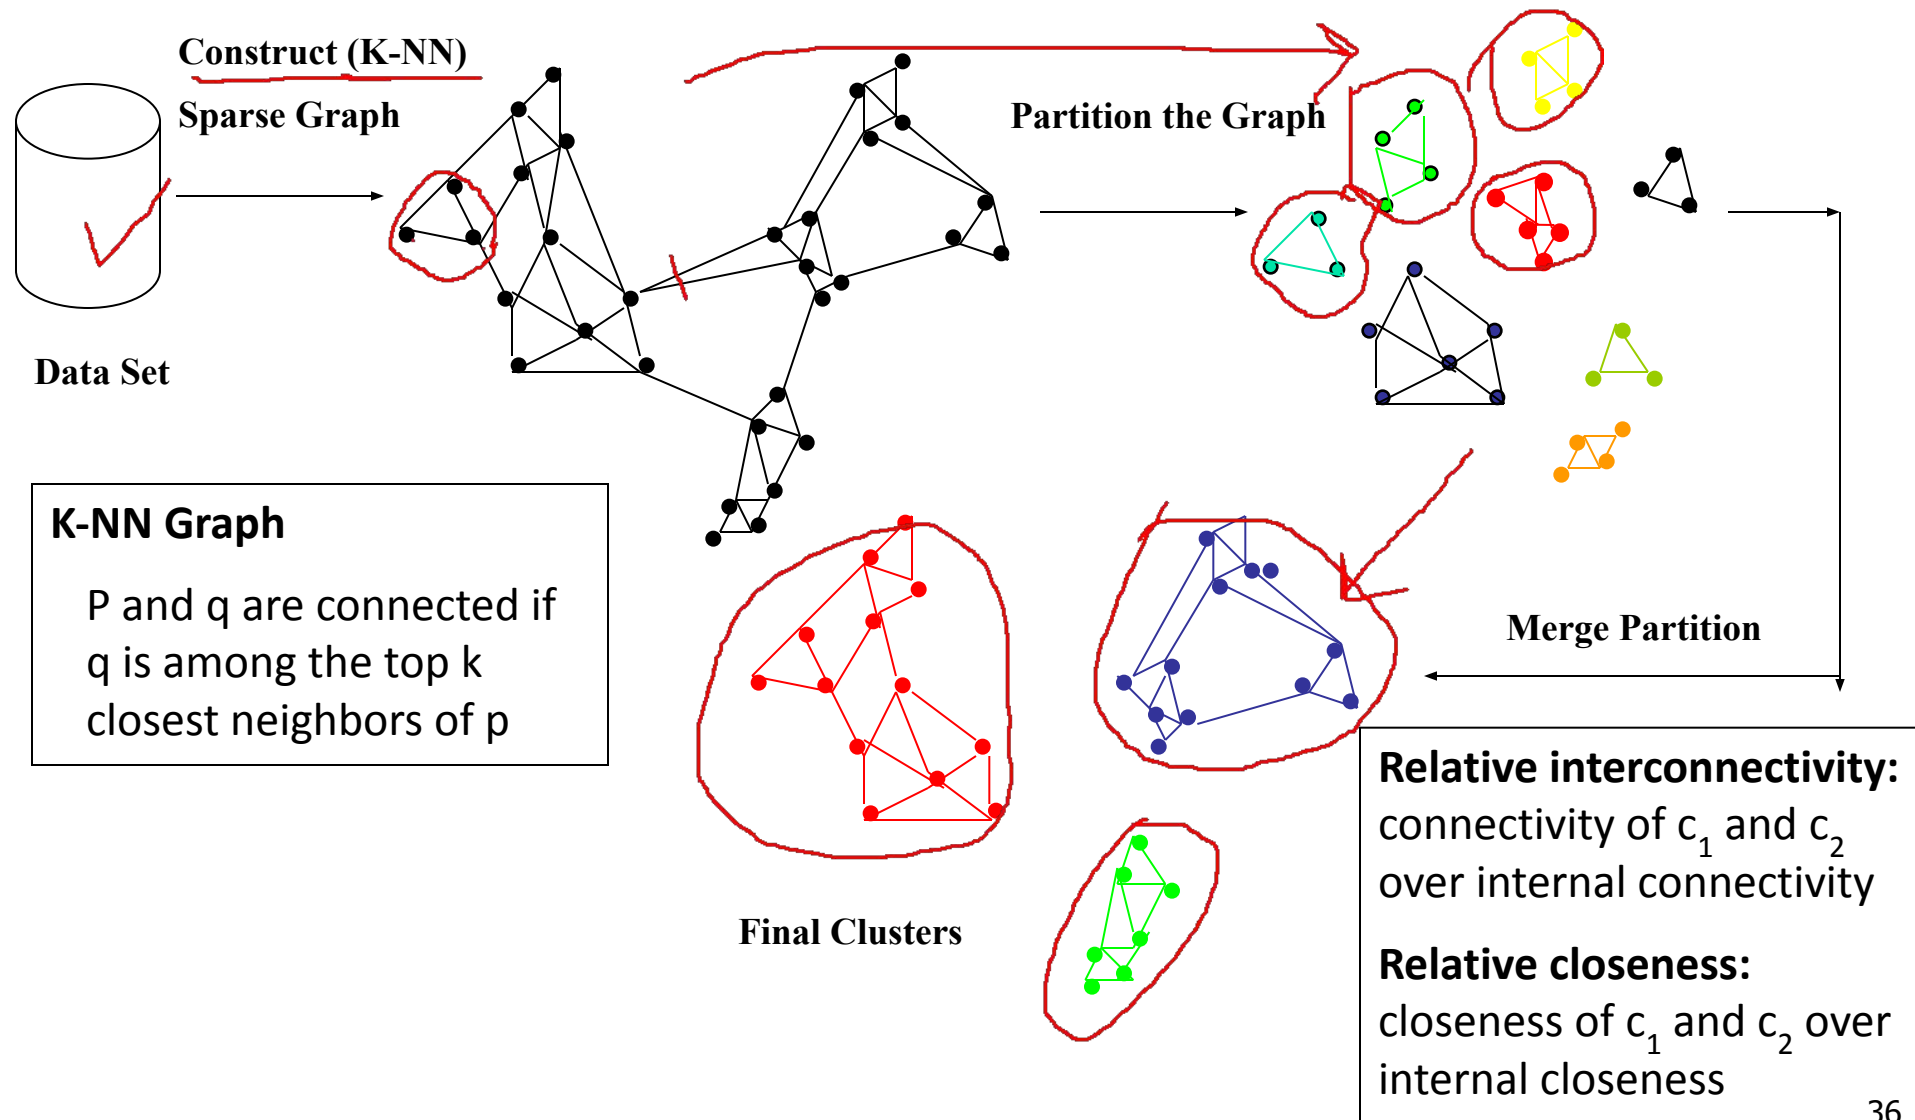 Construct (K-NN)
Sparse Graph
Partition the Graph
Data Set
K-NN Graph
P and q are connected if
q is among the top k
closest neighbors of p
Merge Partition
Final Clusters
Relative interconnectivity:
connectivity of c1 and c2
over internal connectivity
Relative closeness:
closeness of c1 and c2 over
internal closeness
36